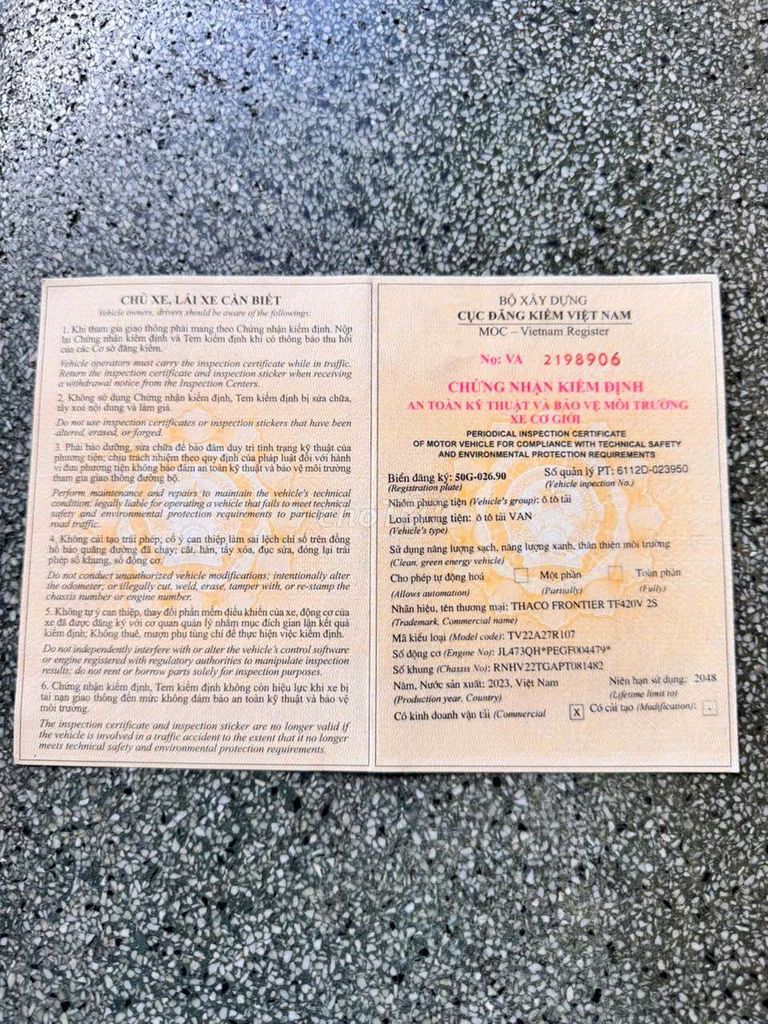 CHỦ XE, LÁI XE CẦN BIẾT
Vehicle owners, drivers should be aware of the followings:
1. Khi tham gia giao thông phải mang theo Chứng nhận kiểm định. Nộp
lại Chứng nhận kiểm định và Tem kiểm định khi có thông báo thu hồi
của các Cơ sở đăng kiểm.
Vehicle operators must carry the inspection certificate while in traffic.
Return the inspection certificate and inspection sticker when receiving
a withdrawal notice from the Inspection Centers.
2. Không sử dụng Chứng nhận kiểm định, Tem kiểm định bị sửa chữa,
tẩy xoá nội dung và làm giả.
Do not use inspection certificates or inspection stickers that have been
altered, erased, or forged.
3. Phải bảo dưỡng, sửa chữa để bảo đảm duy trì tình trạng kỹ thuật của
phương tiện; chịu trách nhiệm theo quy định của pháp luật đối với hành
vi đưa phương tiện không bảo đảm an toàn kỹ thuật và bảo vệ môi trường
tham gia giao thông đường bộ.
Perform maintenance and repairs to maintain the vehicle's technical
condition; legally liable for operating a vehicle that fails to meet technical
safety and environmental protection requirements to participate in
road traffic.
4. Không cải tạo trái phép; cố ý can thiệp làm sai lệch chỉ số trên đồng
hồ báo quãng đường đã chạy; cắt, hàn, tẩy xóa, đục sửa, đóng lại trái
phép số khung, số động cơ.
Do not conduct unauthorized vehicle modifications; intentionally alter
the odometer; or illegally cut, weld, erase, tamper with, or re-stamp the
chassis number or engine number.
5. Không tự ý can thiệp, thay đổi phần mềm điều khiển của xe, động cơ của
xe đã được đăng ký với cơ quan quản lý nhằm mục đích gian lận kết quả
kiểm định; Không thuê, mượn phụ tùng chỉ để thực hiện việc kiểm định.
Do not independently interfere with or alter the vehicle's control software
or engine registered with regulatory authorities to manipulate inspection
results; do not rent or borrow parts solely for inspection purposes.
6. Chứng nhận kiểm định, Tem kiểm định không còn hiệu lực khi xe bị
tai nạn giao thông đến mức không đảm bảo an toàn kỹ thuật và bảo vệ
môi trường.
The inspection certificate and inspection sticker are no longer valid if
the vehicle is involved in a traffic accident to the extent that it no longer
meets technical safety and environmental protection requirements.
BỘ XÂY DỰNG
CỤC ĐĂNG KIỂM VIỆT NAM
MOC – Vietnam Register
No: VA 2198906
CHỨNG NHẬN KIỂM ĐỊNH
AN TOÀN KỸ THUẬT VÀ BẢO VỆ MÔI TRƯỜNG
XE CƠ GIỚI
PERIODICAL INSPECTION CERTIFICATE
OF MOTOR VEHICLE FOR COMPLIANCE WITH TECHNICAL SAFETY
AND ENVIRONMENTAL PROTECTION REQUIREMENTS
Biển đăng ký: 50G-026.90 Số quản lý PT: 6112D-023950
(Registration plate) (Vehicle inpection No.)
Nhóm phương tiện (Vehicle's group): ô tô tải
Loại phương tiện: ô tô tải VAN
(Vehicle's type)
Sử dụng năng lượng sạch, năng lượng xanh, thân thiện môi trường
(Clean, green energy vehicle)
Cho phép tự động hoá Một phần Toàn phần
(Allows automation) (Partially) (Fully)
Nhãn hiệu, tên thương mại: THACO FRONTIER TF420V 2S
(Trademark, Commercial name)
Mã kiểu loại (Model code): TV22A27R107
Số động cơ (Engine No): JL473QH*PEGF004479*
Số khung (Chassis No): RNHV22TGAPT081482
Năm, Nước sản xuất: 2023, Việt Nam Niên hạn sử dụng: 2048
(Production year, Country) (Lifetime limit to)
Có kinh doanh vận tải (Commercial X Có cải tạo (Modification): -